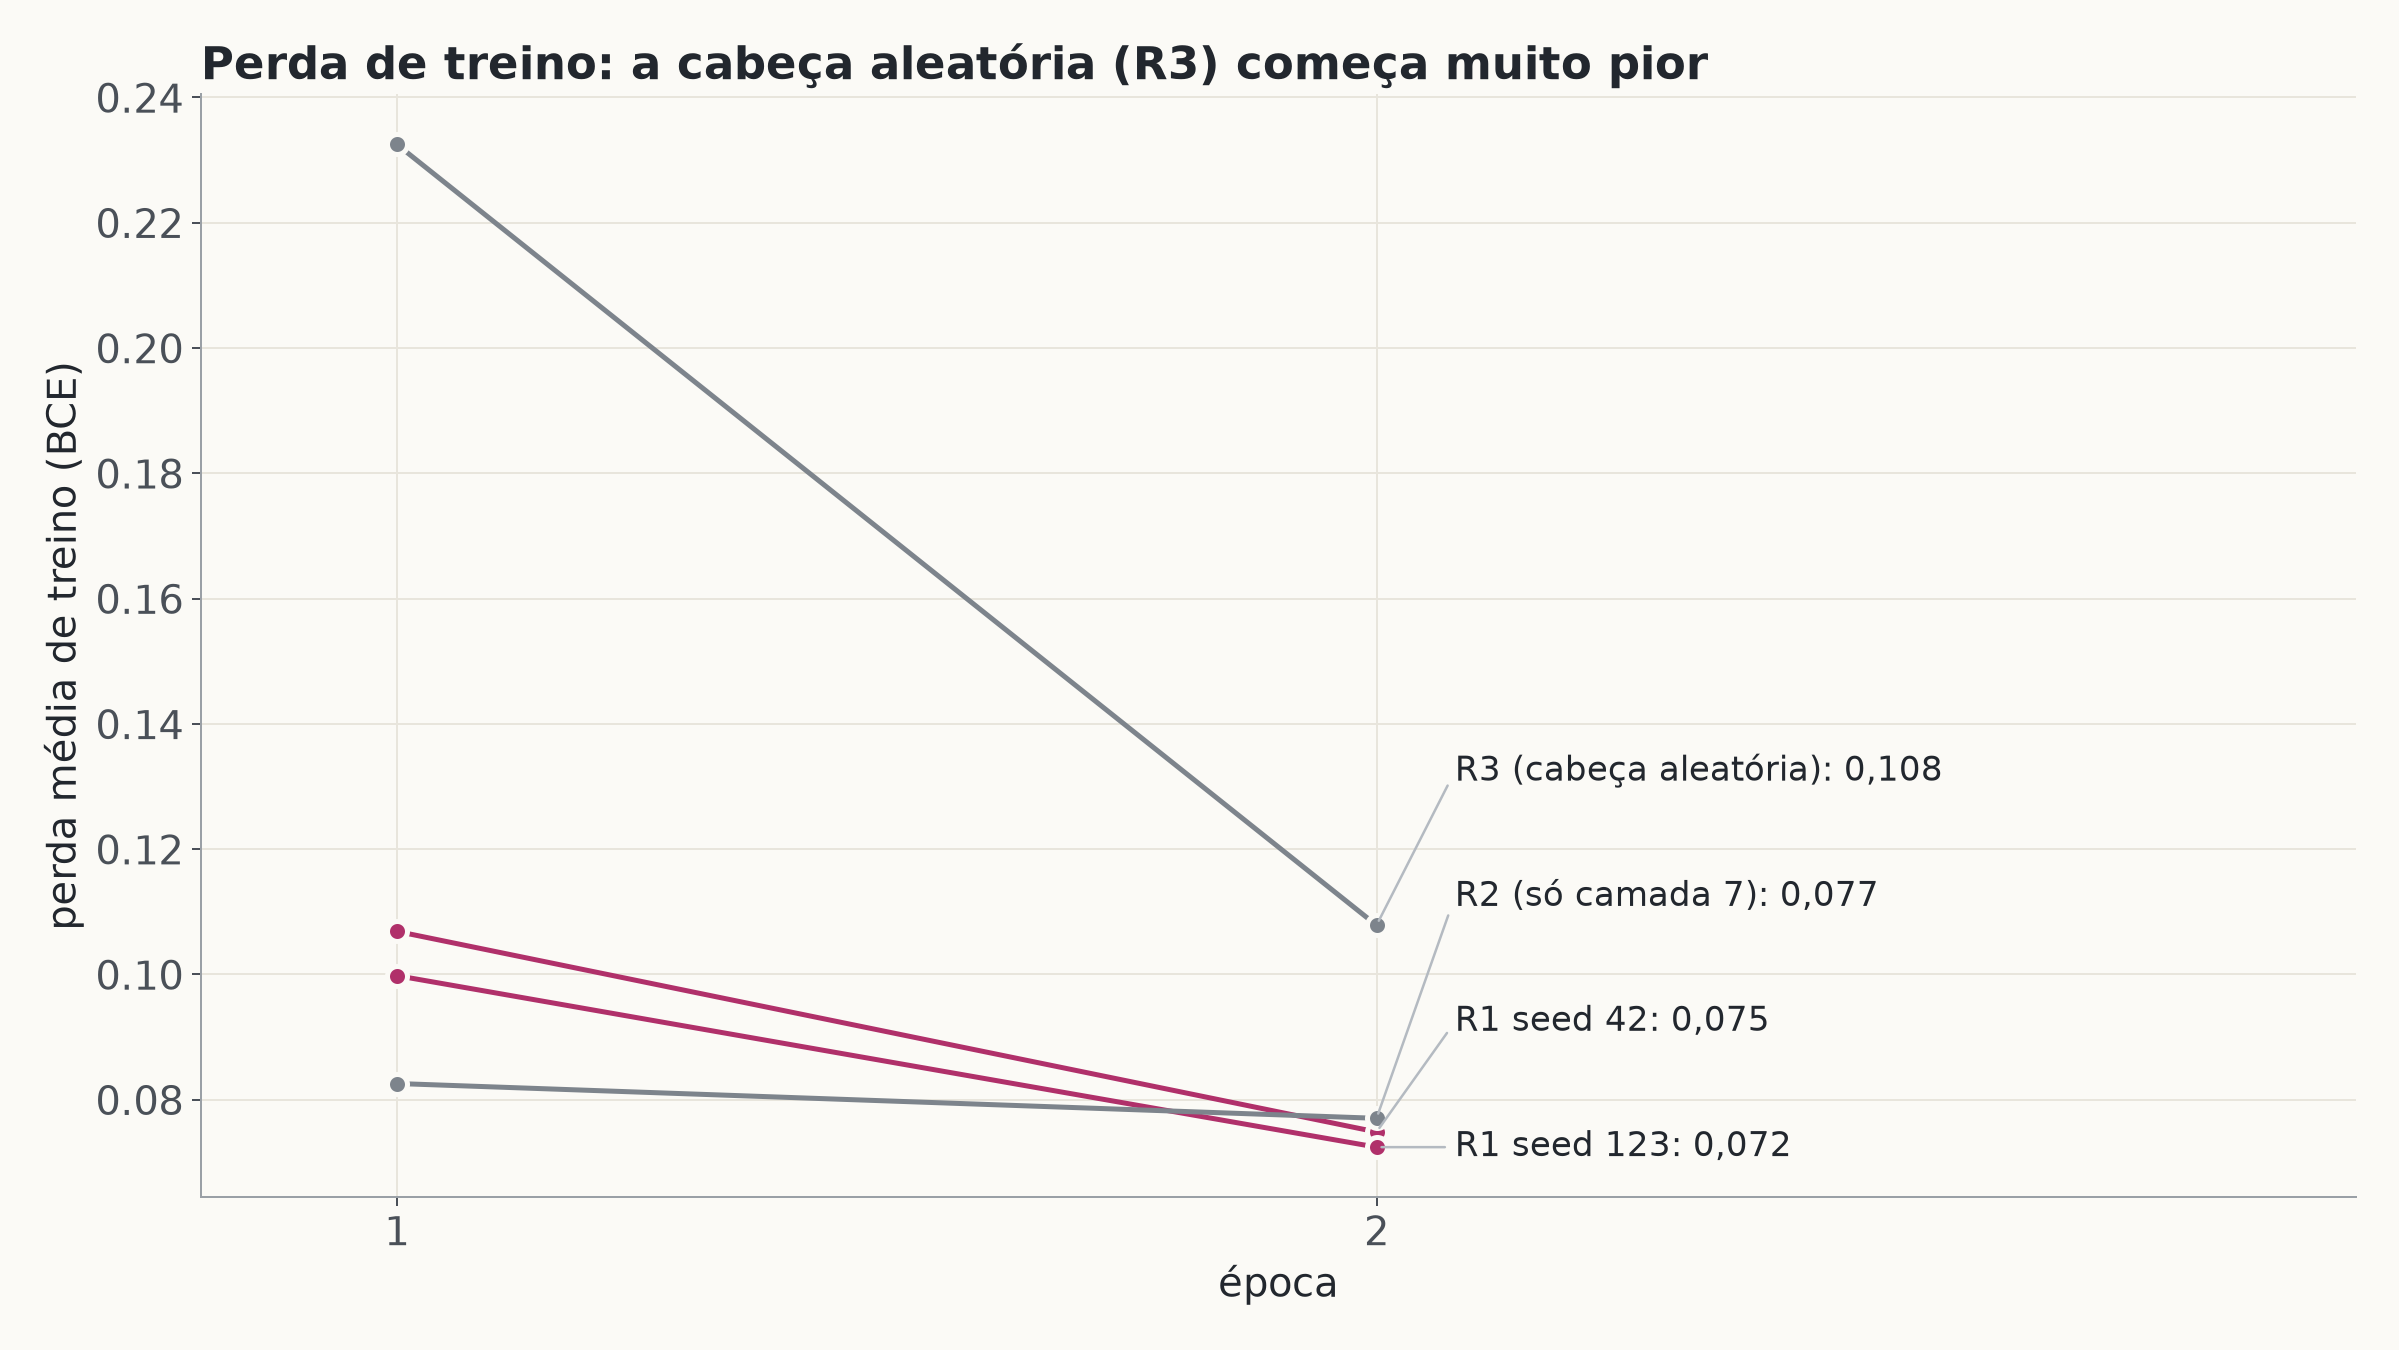 Perda de treino: a cabeça aleatória (R3) começa muito pior
perda média de treino (BCE)
0.24
0.22
0.20
0.18
0.16
0.14
0.12
0.10
0.08
R3 (cabeça aleatória): 0,108
R2 (só camada 7): 0,077
R1 seed 42: 0,075
R1 seed 123: 0,072
1
2
época